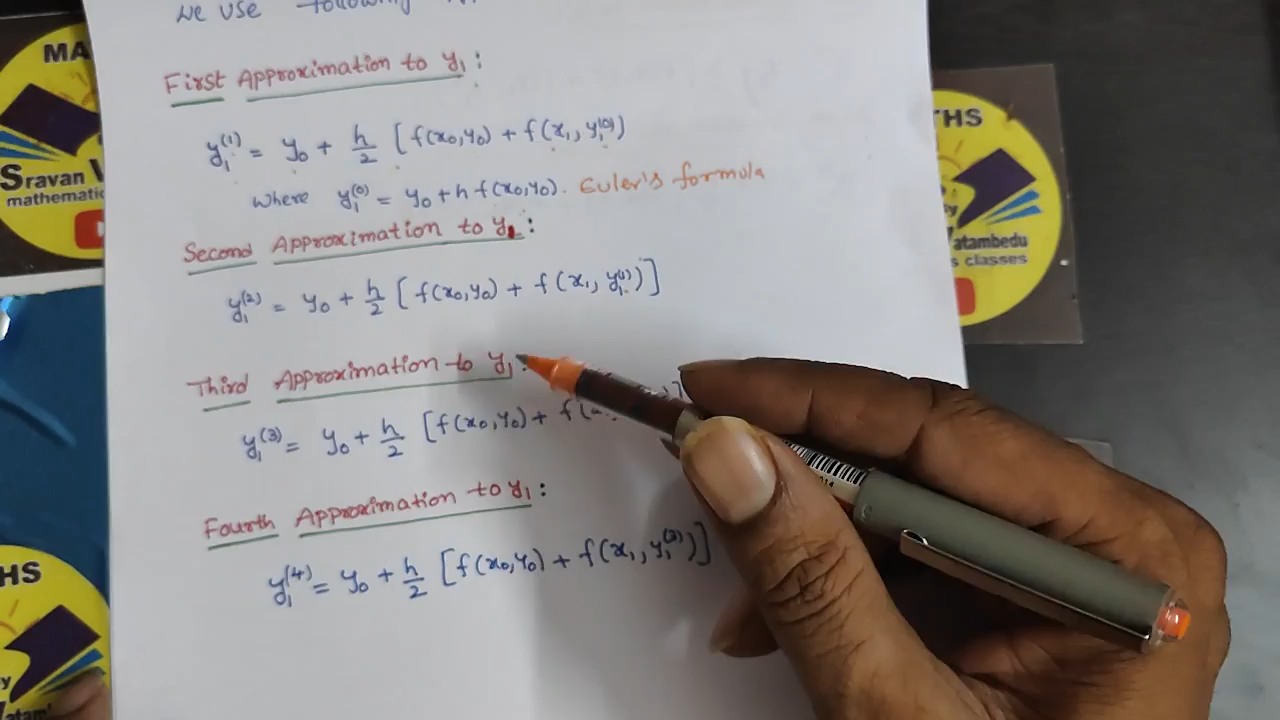 we use following
First Approximation to y₁ :
y₁⁽¹⁾ = y₀ + h/2 [f(x₀,y₀) + f(x₁, y₁⁽⁰⁾)
where y₁⁽⁰⁾ = y₀ + h f(x₀,y₀). Euler's formula
Second Approximation to y₁ :
y₁⁽²⁾ = y₀ + h/2 [f(x₀,y₀) + f(x₁, y₁⁽¹⁾)]
Third Approximation to y₁ :
y₁⁽³⁾ = y₀ + h/2 [f(x₀,y₀) + f(
Fourth Approximation to y₁ :
y₁⁽⁴⁾ = y₀ + h/2 [f(x₀,y₀) + f(x₁, y₁⁽³⁾)]
MA
Sravan V
mathematic
THS
atambedu
s classes
HS